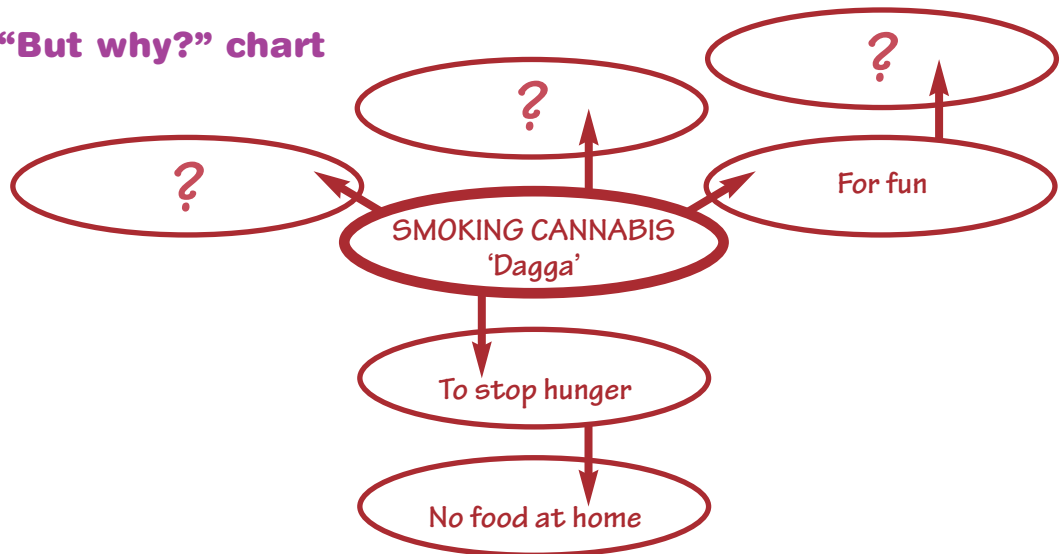 “But why?” chart
?
?
?
For fun
SMOKING CANNABIS
‘Dagga’
To stop hunger
No food at home